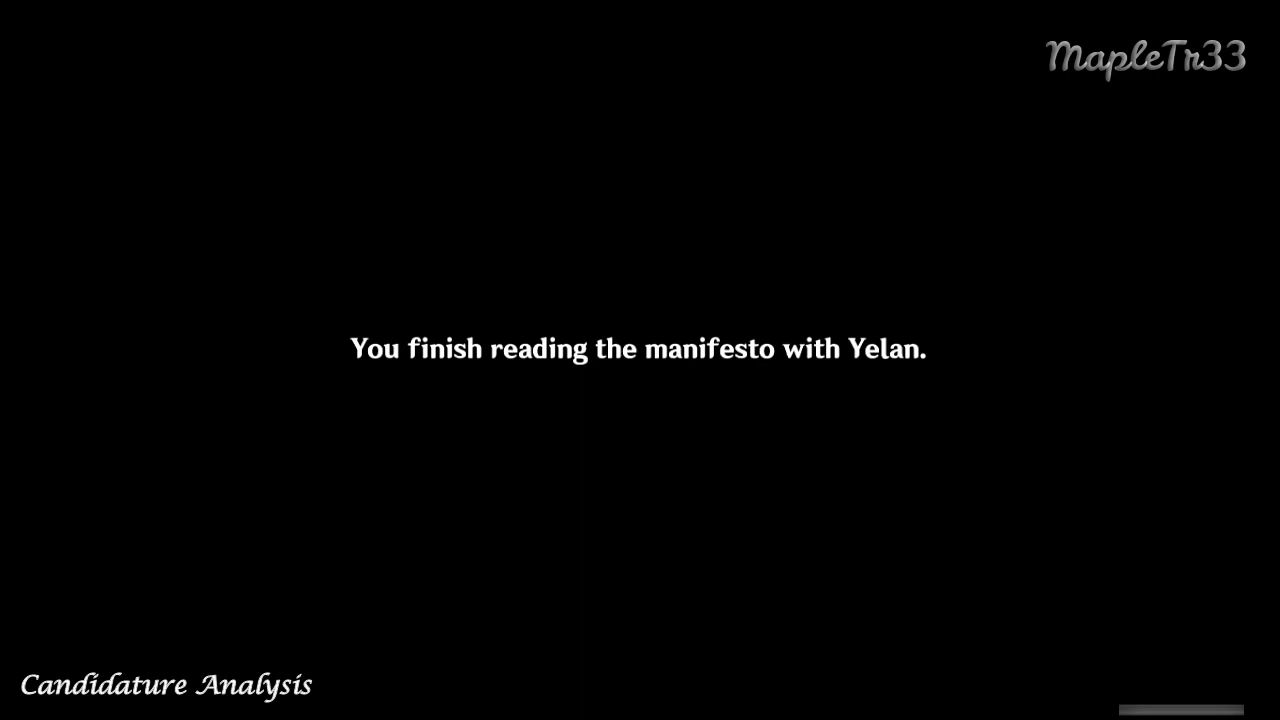 MapleTr33
You finish reading the manifesto with Yelan.
Candidature Analysis